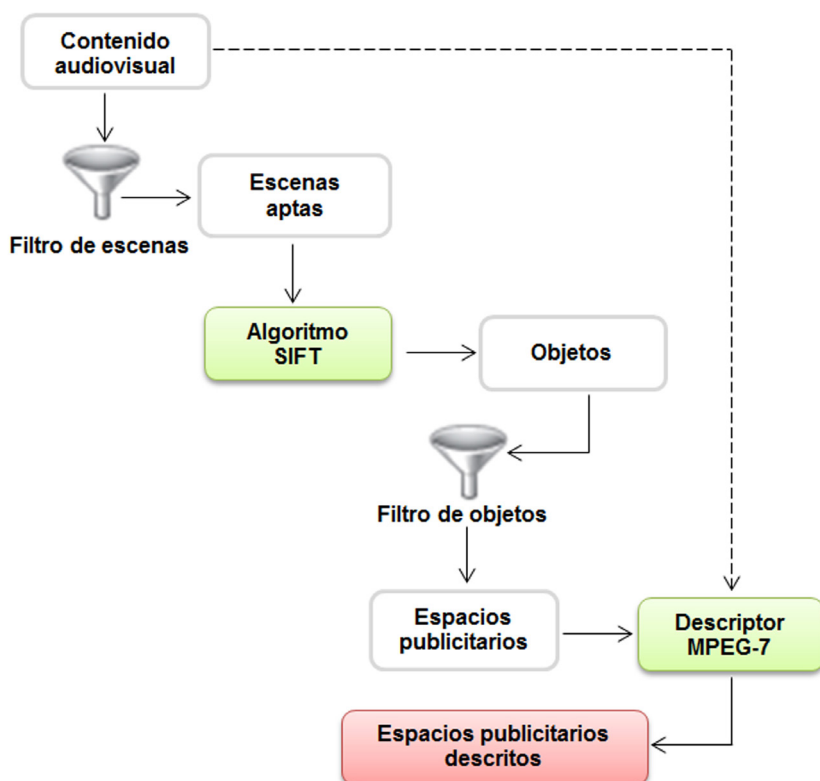 Contenido
audiovisual
Filtro de escenas
Escenas
aptas
Algoritmo
SIFT
Objetos
Filtro de objetos
Espacios
publicitarios
Descriptor
MPEG-7
Espacios publicitarios
descritos